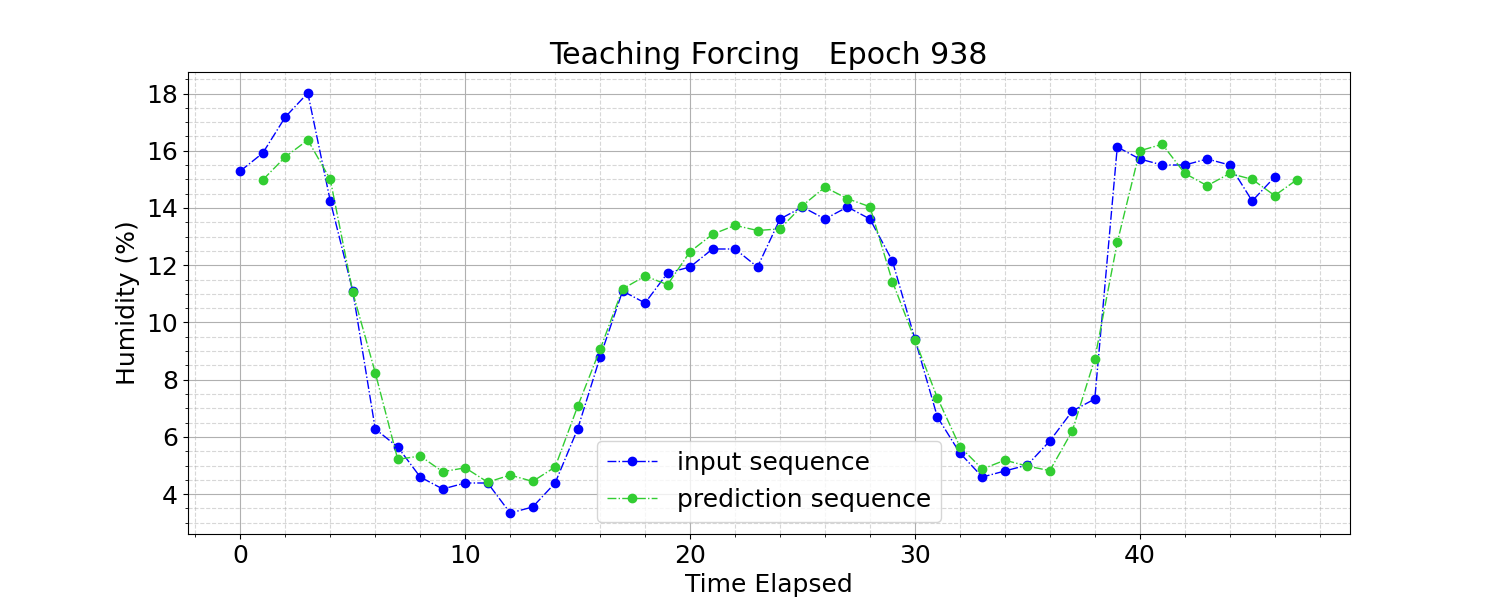 Teaching Forcing   Epoch 938
18
16
14
12
10
8
6
4
Humidity (%)
input sequence
prediction sequence
0 10 20 30 40
Time Elapsed